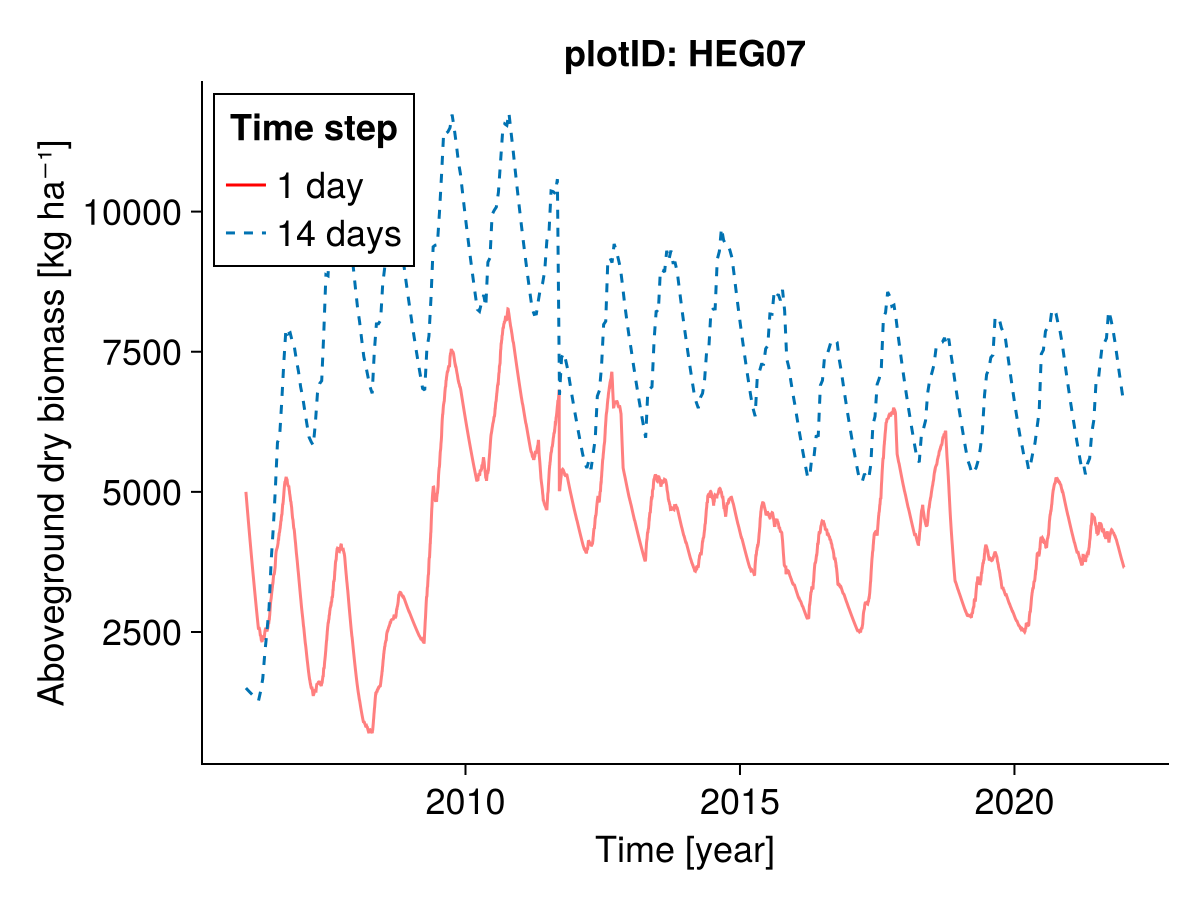 plotID: HEG07
Time step
1 day
14 days
Aboveground dry biomass [kg ha⁻¹]
10000
7500
5000
2500
2010
2015
2020
Time [year]